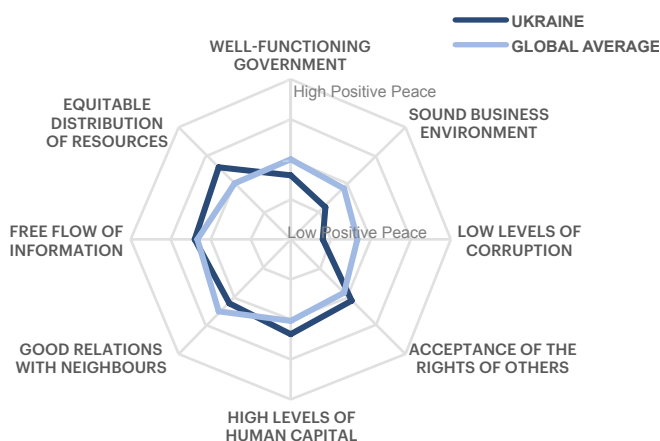 UKRAINE
GLOBAL AVERAGE
WELL-FUNCTIONING
GOVERNMENT
High Positive Peace
EQUITABLE
DISTRIBUTION
OF RESOURCES
SOUND BUSINESS
ENVIRONMENT
FREE FLOW OF
INFORMATION
Low Positive Peace
LOW LEVELS OF
CORRUPTION
GOOD RELATIONS
WITH NEIGHBOURS
ACCEPTANCE OF THE
RIGHTS OF OTHERS
HIGH LEVELS OF
HUMAN CAPITAL